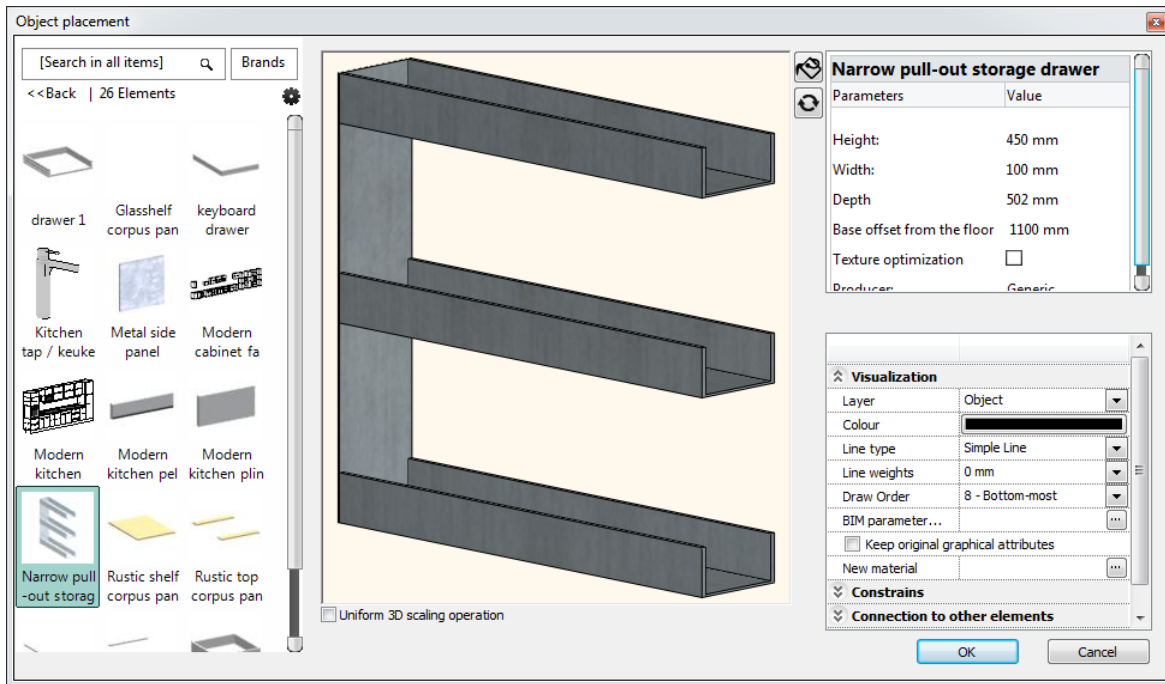 Object placement
[Search in all items]
Brands
<<Back | 26 Elements
drawer 1
Glasshelf
corpus pan
keyboard
drawer
Kitchen
tap / keuke
Metal side
panel
Modern
cabinet fa
Modern
kitchen
Modern
kitchen pel
Modern
kitchen plin
Narrow pull
-out storag
Rustic shelf
corpus pan
Rustic top
corpus pan
Uniform 3D scaling operation
Narrow pull-out storage drawer
Parameters Value
Height: 450 mm
Width: 100 mm
Depth 502 mm
Base offset from the floor 1100 mm
Texture optimization
Producer: Generic
Visualization
Layer Object
Colour
Line type Simple Line
Line weights 0 mm
Draw Order 8 - Bottom-most
BIM parameter... ...
Keep original graphical attributes
New material ...
Constrains
Connection to other elements
OK Cancel